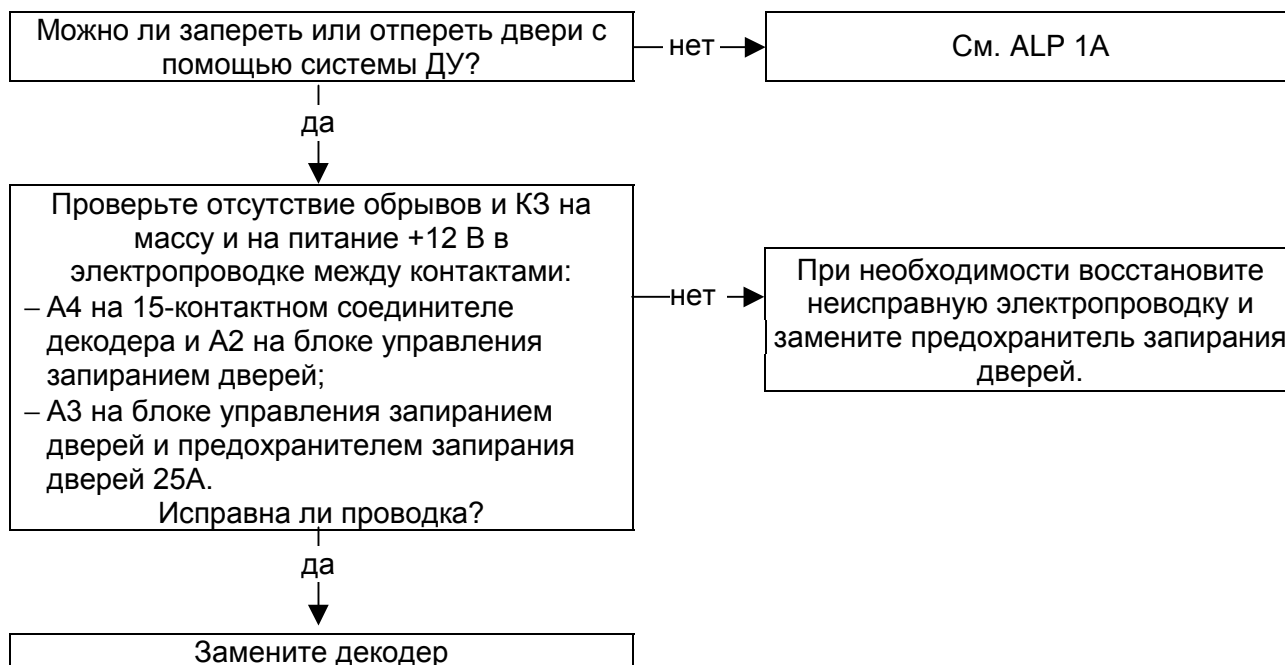 Можно ли запереть или отпереть двери с
помощью системы ДУ?
нет
См. ALP 1A
да
Проверьте отсутствие обрывов и КЗ на
массу и на питание +12 В в
электропроводке между контактами:
– А4 на 15-контактном соединителе
декодера и А2 на блоке управления
запиранием дверей;
– А3 на блоке управления запиранием
дверей и предохранителем запирания
дверей 25А.
Исправна ли проводка?
нет
При необходимости восстановите
неисправную электропроводку и
замените предохранитель запирания
дверей.
да
Замените декодер